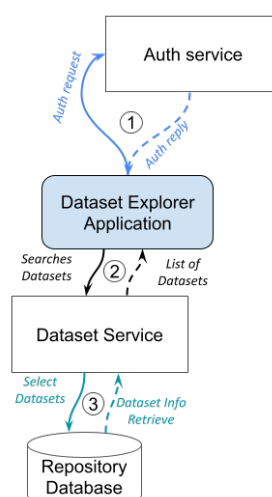 Auth service
Auth request
1
Auth reply
Dataset Explorer
Application
Searches
Datasets
2
List of
Datasets
Dataset Service
Select
Datasets
3
Dataset Info
Retrieve
Repository
Database